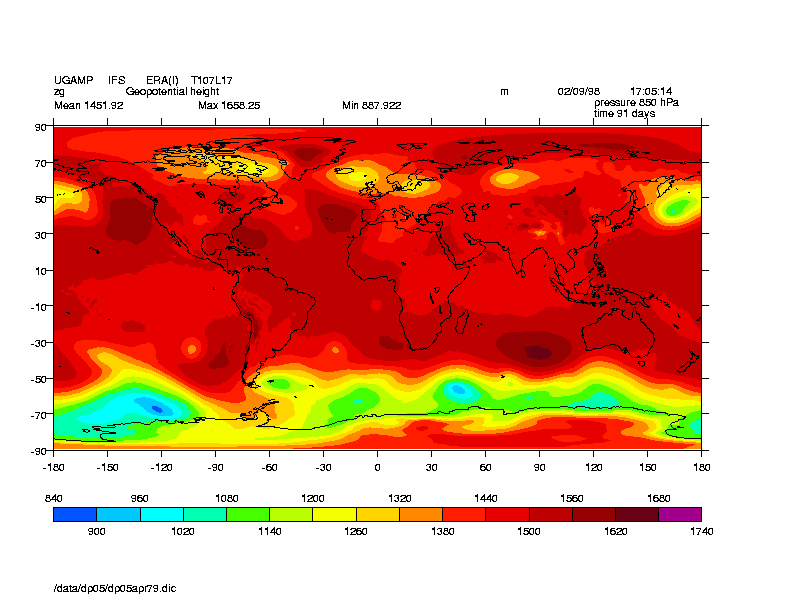 UGAMP IFS ERA(I) T107L17
zg Geopotential height m 02/09/98 17:05:14
Mean 1451.92 Max 1658.25 Min 887.922 pressure 850 hPa
time 91 days
90
70
50
30
10
-10
-30
-50
-70
-90
-180 -150 -120 -90 -60 -30 0 30 60 90 120 150 180
840 960 1080 1200 1320 1440 1560 1680
900 1020 1140 1260 1380 1500 1620 1740
/data/dp05/dp05apr79.dic